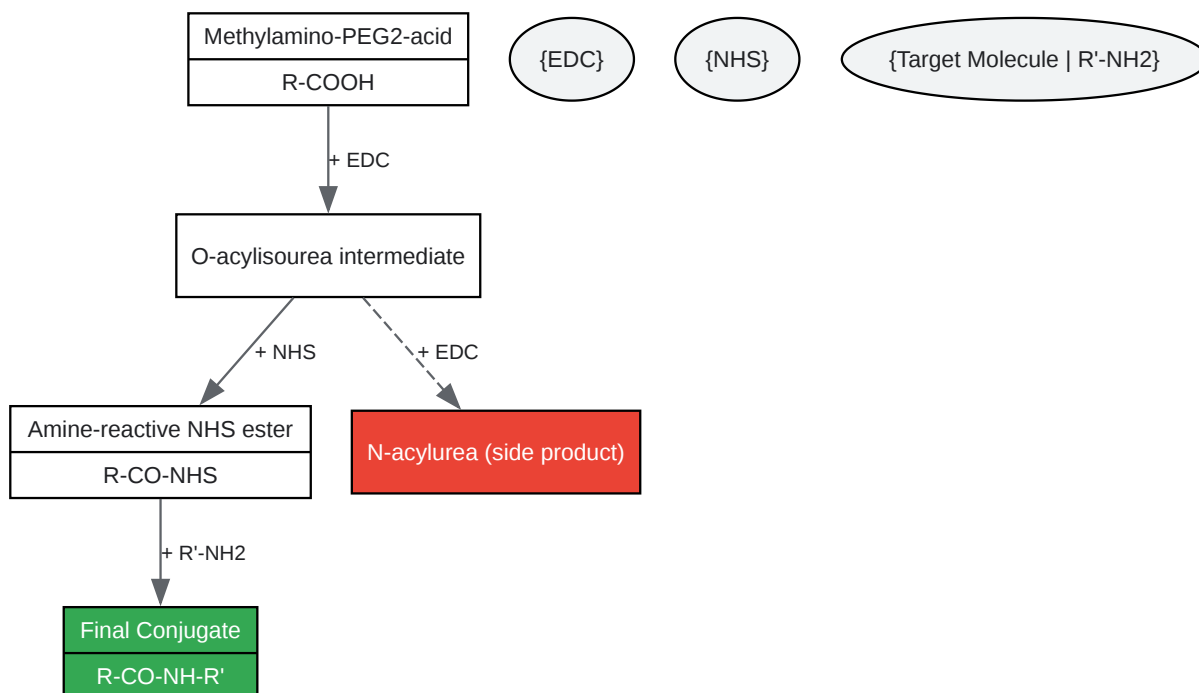 Methylamino-PEG2-acid
R-COOH
{EDC}
{NHS}
{Target Molecule | R'-NH2}
+ EDC
O-acylisourea intermediate
+ NHS
+ EDC
Amine-reactive NHS ester
R-CO-NHS
N-acylurea (side product)
+ R'-NH2
Final Conjugate
R-CO-NH-R'